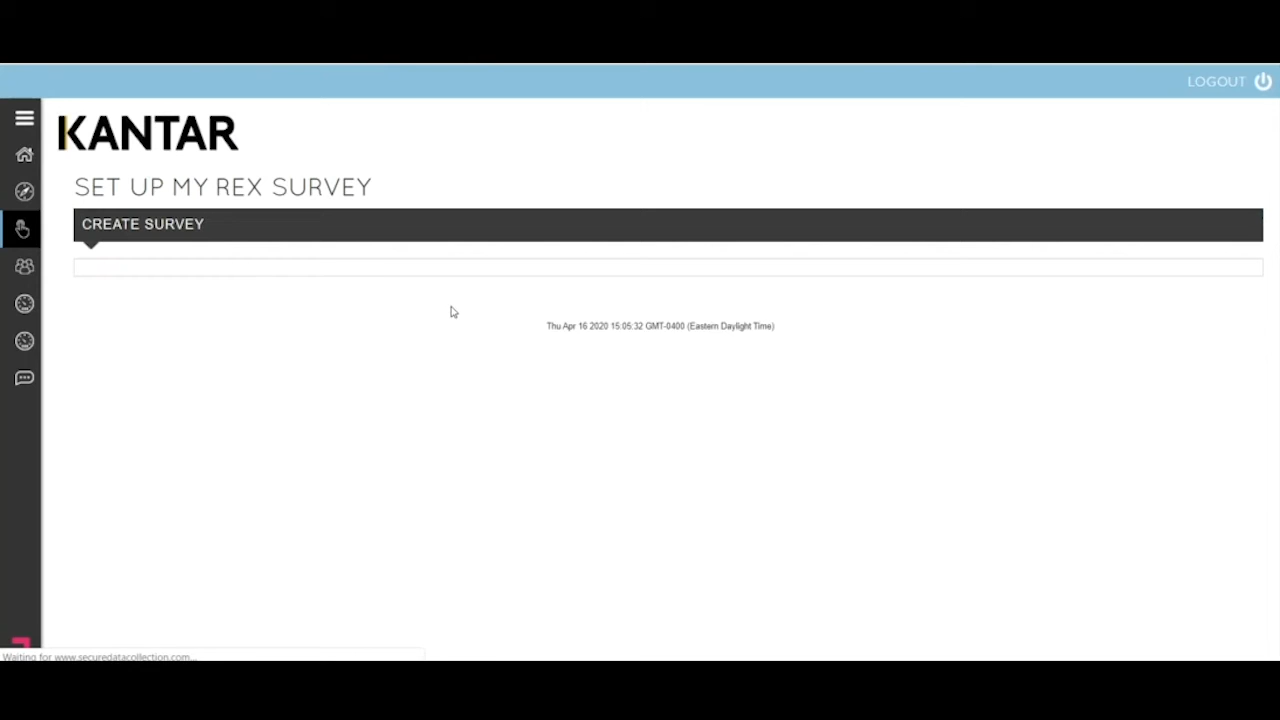 LOGOUT
KANTAR
SET UP MY REX SURVEY
CREATE SURVEY
Thu Apr 16 2020 15:05:32 GMT-0400 (Eastern Daylight Time)
Waiting for www.securedatacollection.com...